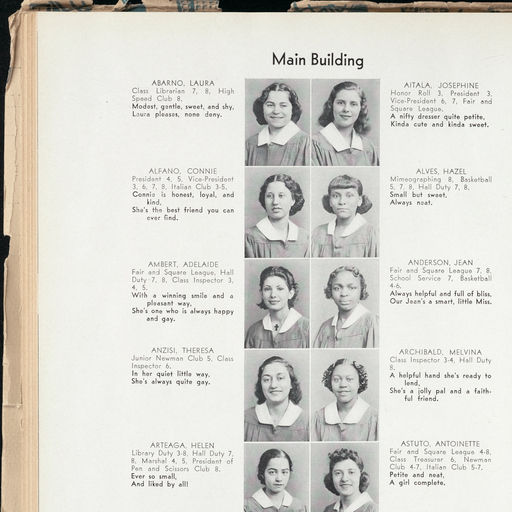 Main Building
ABARNO, LAURA
Class Librarian 7, 8, High
Speed Club 8.
Modest, gentle, sweet, and shy,
Laura pleases, none deny.
AITALA, JOSEPHINE
Honor Roll 3, President 3,
Vice-President 6, 7, Fair and
Square League,
A nifty dresser quite petite,
Kinda cute and kinda sweet.
ALFANO, CONNIE
President 4, 5, Vice-President
3, 6, 7, 8, Italian Club 3-5.
Connie is honest, loyal, and
kind,
She's the best friend you can
ever find.
ALVES, HAZEL
Mimeographing 8, Basketball
5, 7, 8, Hall Duty 7, 8.
Small but sweet,
Always neat.
AMBERT, ADELAIDE
Fair and Square League, Hall
Duty 7, 8, Class Inspector 3,
4, 5.
With a winning smile and a
pleasant way,
She's one who is always happy
and gay.
ANDERSON, JEAN
Fair and Square League 7, 8,
School Service 7, Basketball
4-6.
Always helpful and full of bliss,
Our Jean's a smart, little Miss.
ANZISI, THERESA
Junior Newman Club 5, Class
Inspector 6.
In her quiet little way,
She's always quite gay.
ARCHIBALD, MELVINA
Class Inspector 3-4, Hall Duty
8.
A helpful hand she's ready to
lend,
She's a jolly pal and a faith-
ful friend.
ARTEAGA, HELEN
Library Duty 3-8, Hall Duty 7,
8, Marshal 4, 5, President of
Pen and Scissors Club 8.
Ever so small,
And liked by all!
ASTUTO, ANTOINETTE
Fair and Square League 4-8,
Class Treasurer 6, Newman
Club 4-7, Italian Club 5-7.
Petite and neat,
A girl complete.